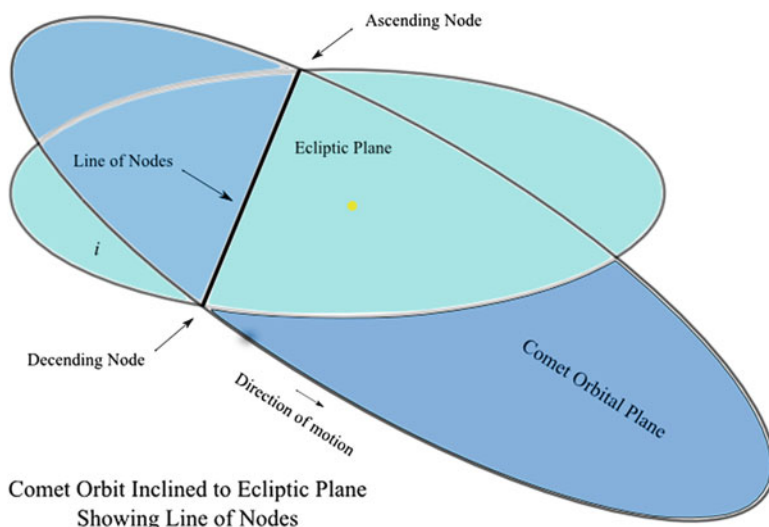 Ascending Node
Ecliptic Plane
Line of Nodes
i
Decending Node
Direction of motion
Comet Orbital Plane
Comet Orbit Inclined to Ecliptic Plane
Showing Line of Nodes